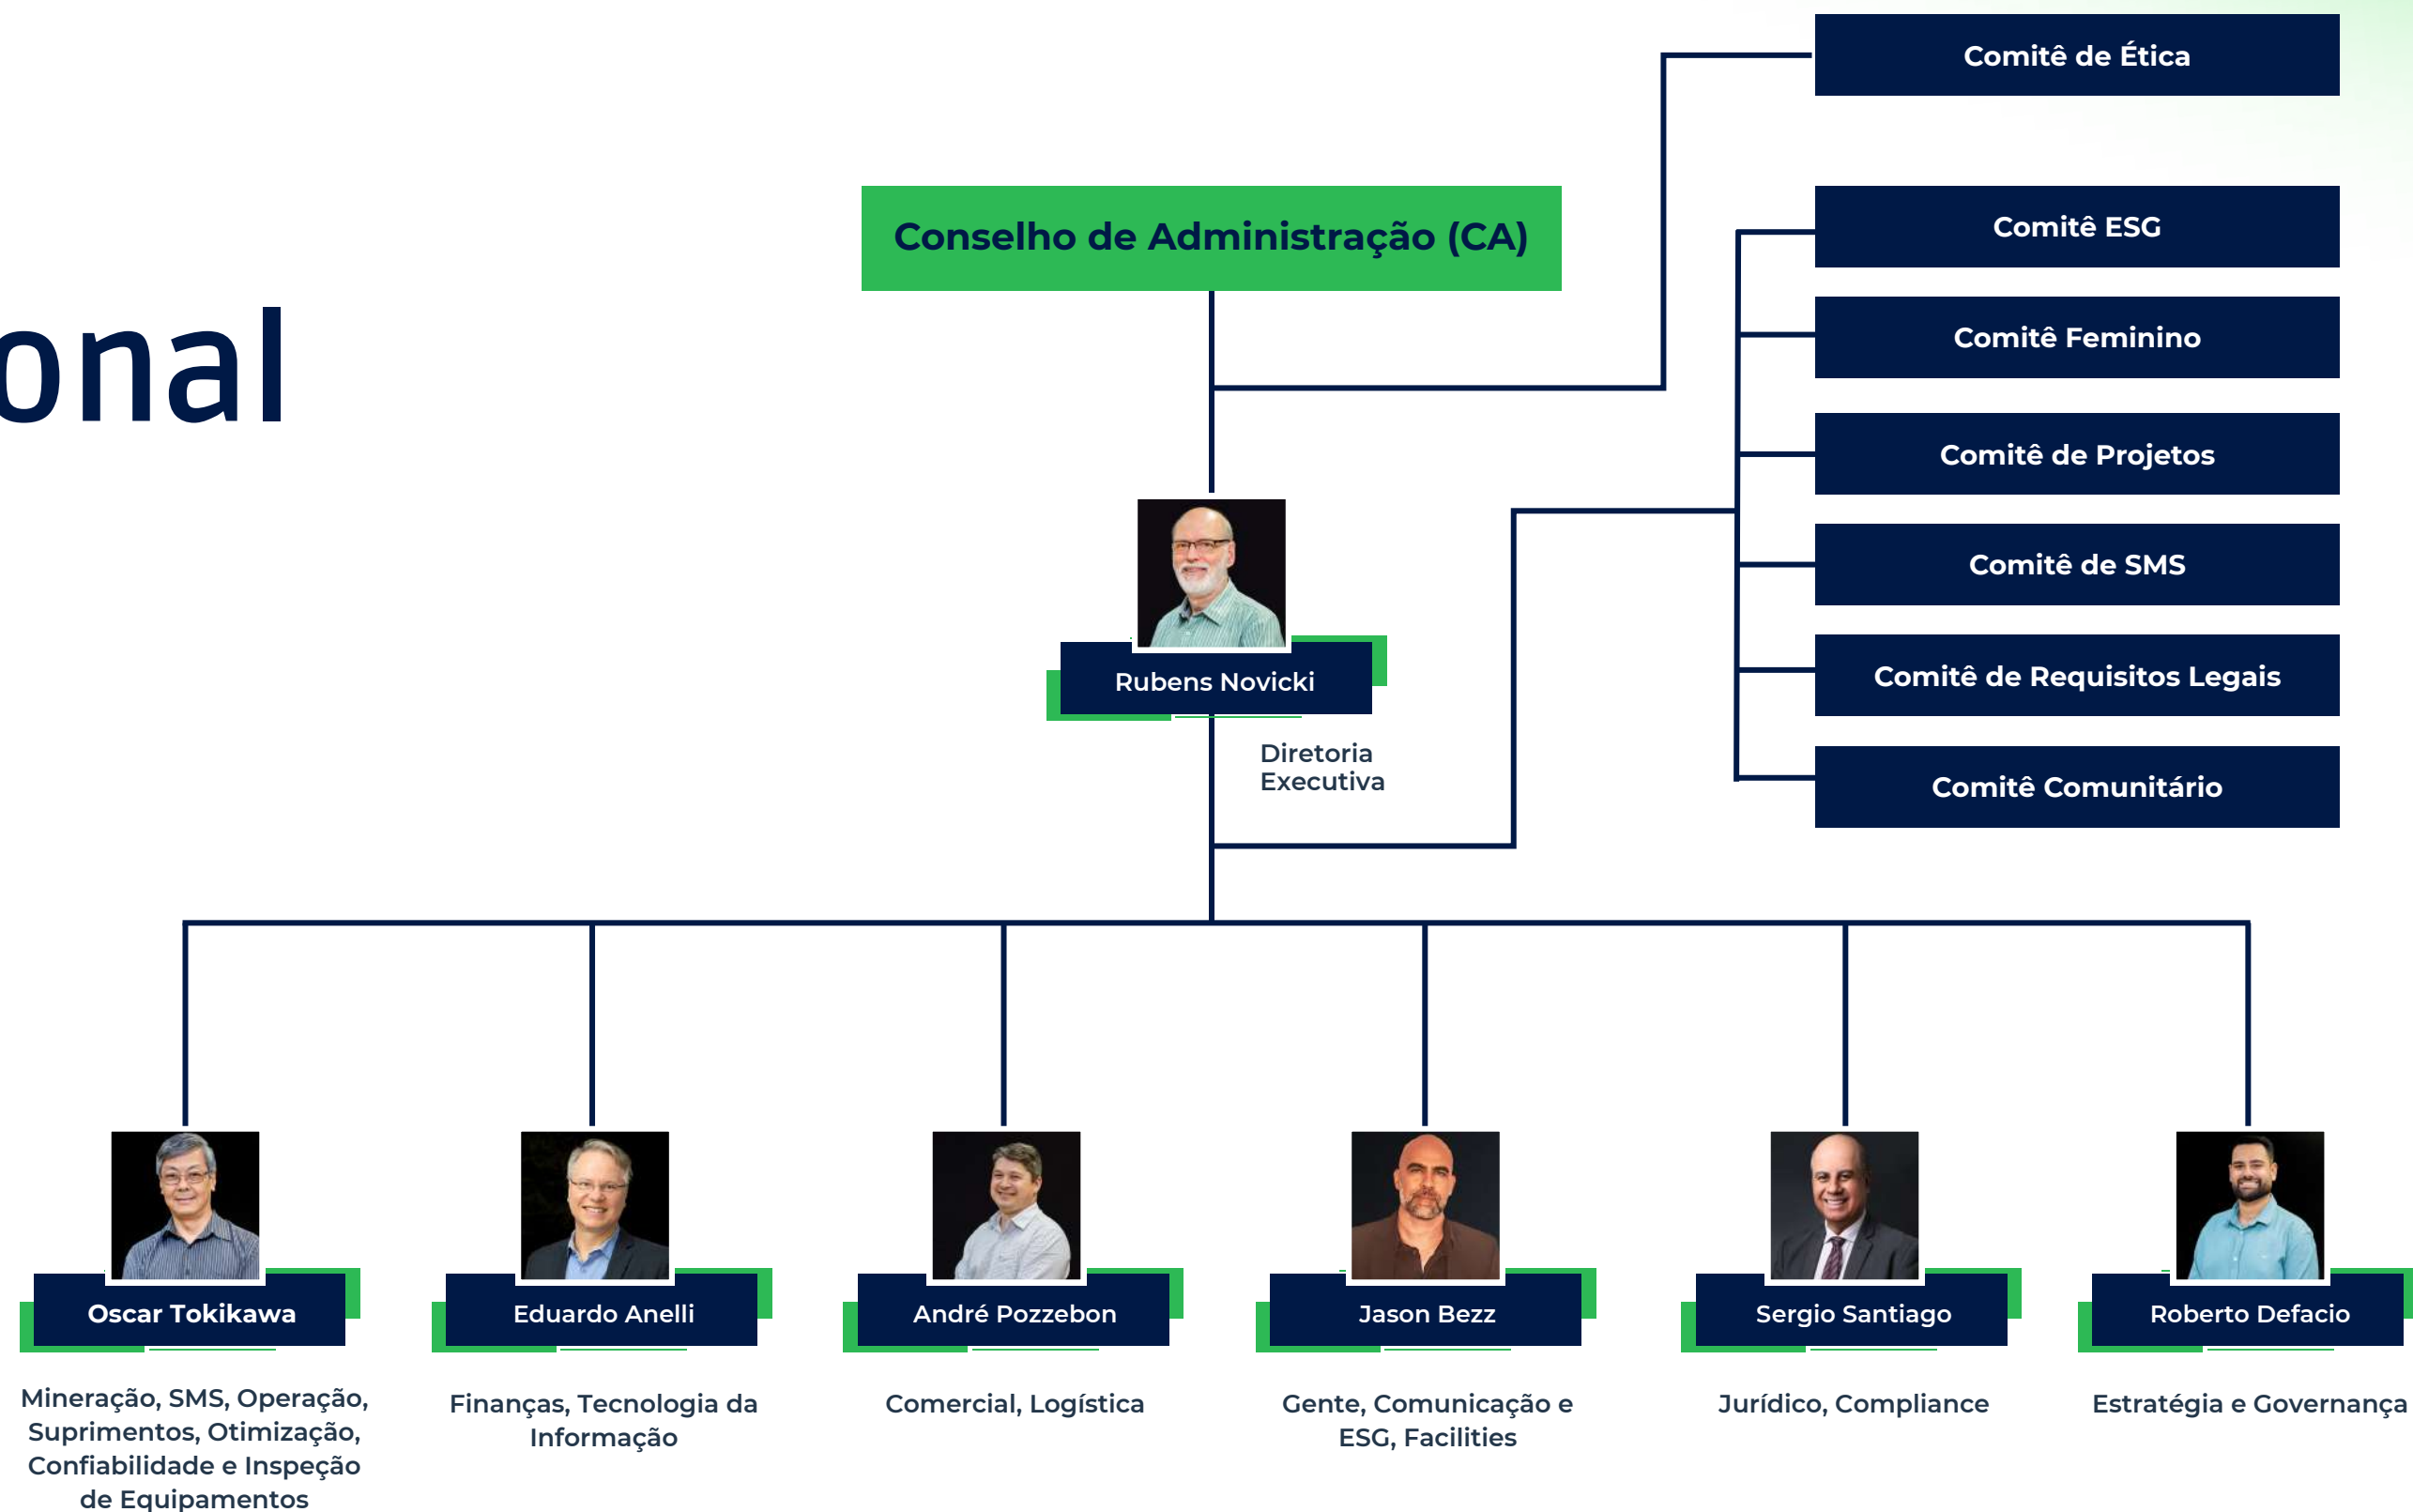 Comitê de Ética
Conselho de Administração (CA)
Comitê ESG
Comitê Feminino
onal
Comitê de Projetos
Comitê de SMS
Comitê de Requisitos Legais
Rubens Novicki
Diretoria
Executiva
Comitê Comunitário
Oscar Tokikawa
Mineração, SMS, Operação,
Suprimentos, Otimização,
Confiabilidade e Inspeção
de Equipamentos
Eduardo Anelli
Finanças, Tecnologia da
Informação
André Pozzebon
Comercial, Logística
Jason Bezz
Gente, Comunicação e
ESG, Facilities
Sergio Santiago
Jurídico, Compliance
Roberto Defacio
Estratégia e Governança